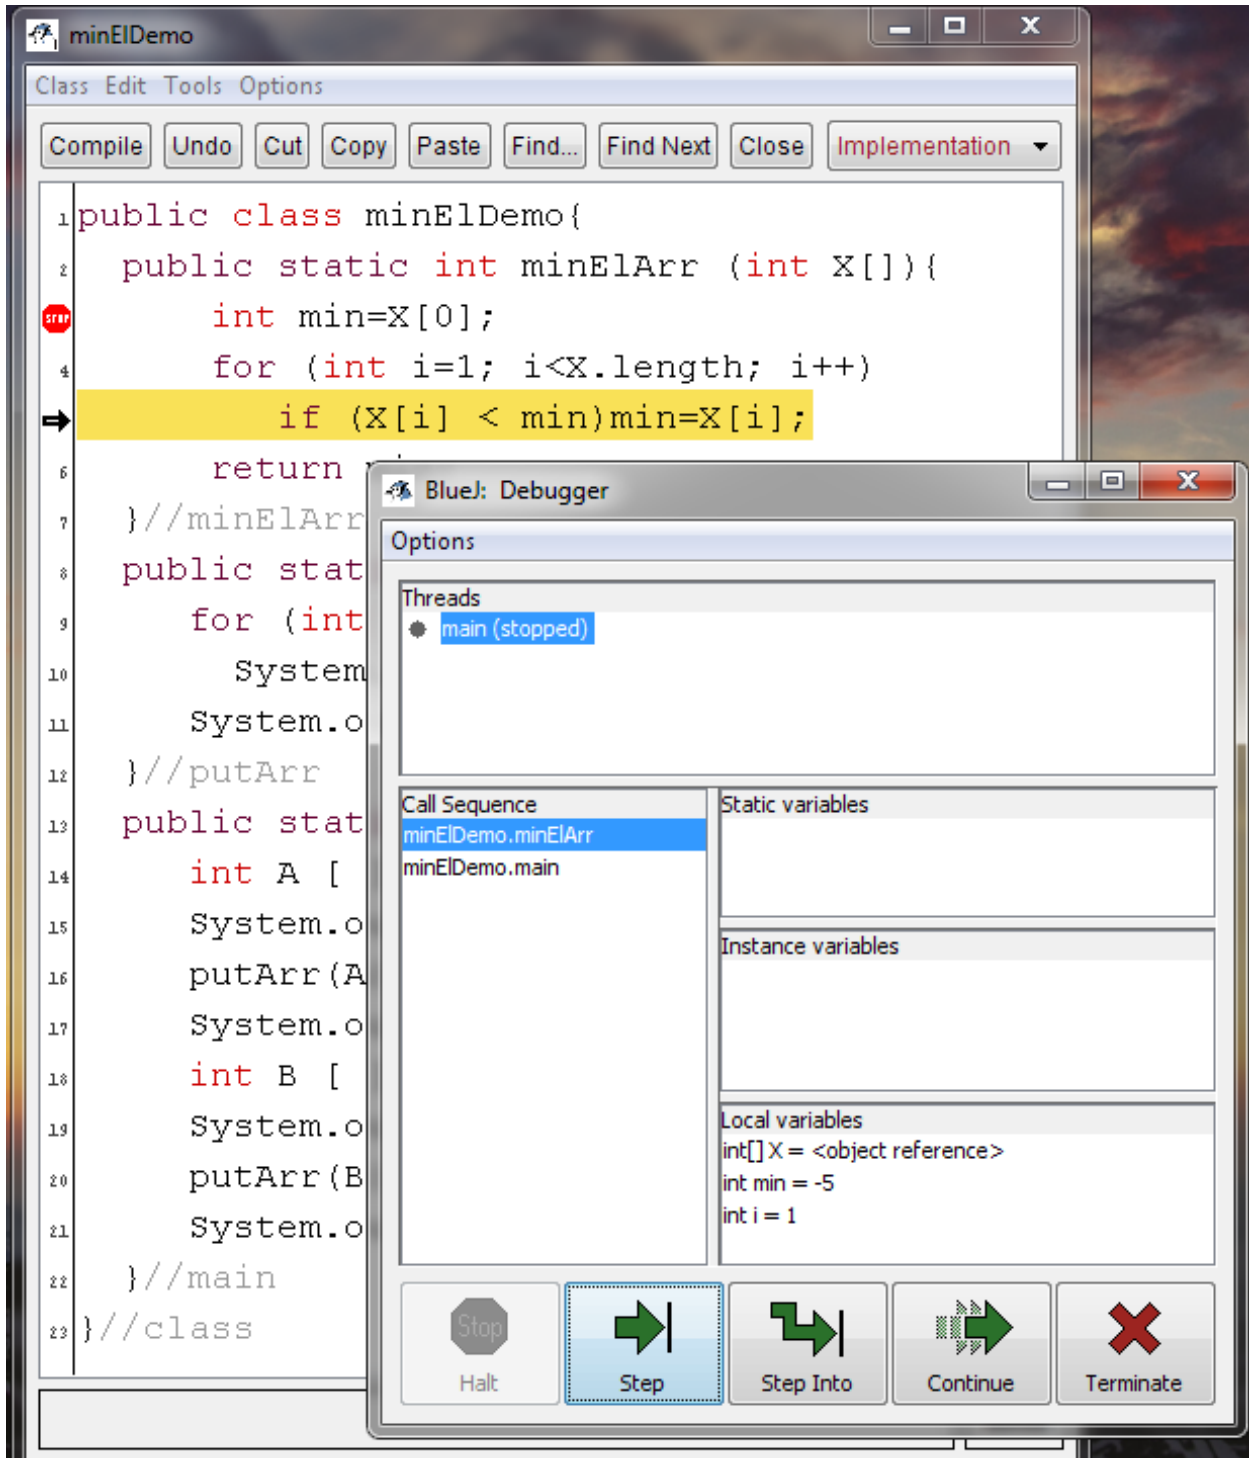 minElDemo
Class Edit Tools Options
Compile Undo Cut Copy Paste Find... Find Next Close Implementation
1 public class minElDemo{
2 public static int minElArr (int X[]){
STOP int min=X[0];
4 for (int i=1; i<X.length; i++)
if (X[i] < min)min=X[i];
6 return
7 }//minElArr
8 public stat
9 for (int
10 System
11 System.o
12 }//putArr
13 public stat
14 int A [
15 System.o
16 putArr(A
17 System.o
18 int B [
19 System.o
20 putArr(B
21 System.o
22 }//main
23 }//class
BlueJ: Debugger
Options
Threads
main (stopped)
Call Sequence
minElDemo.minElArr
minElDemo.main
Static variables
Instance variables
Local variables
int[] X = <object reference>
int min = -5
int i = 1
Stop
Halt Step Step Into Continue Terminate